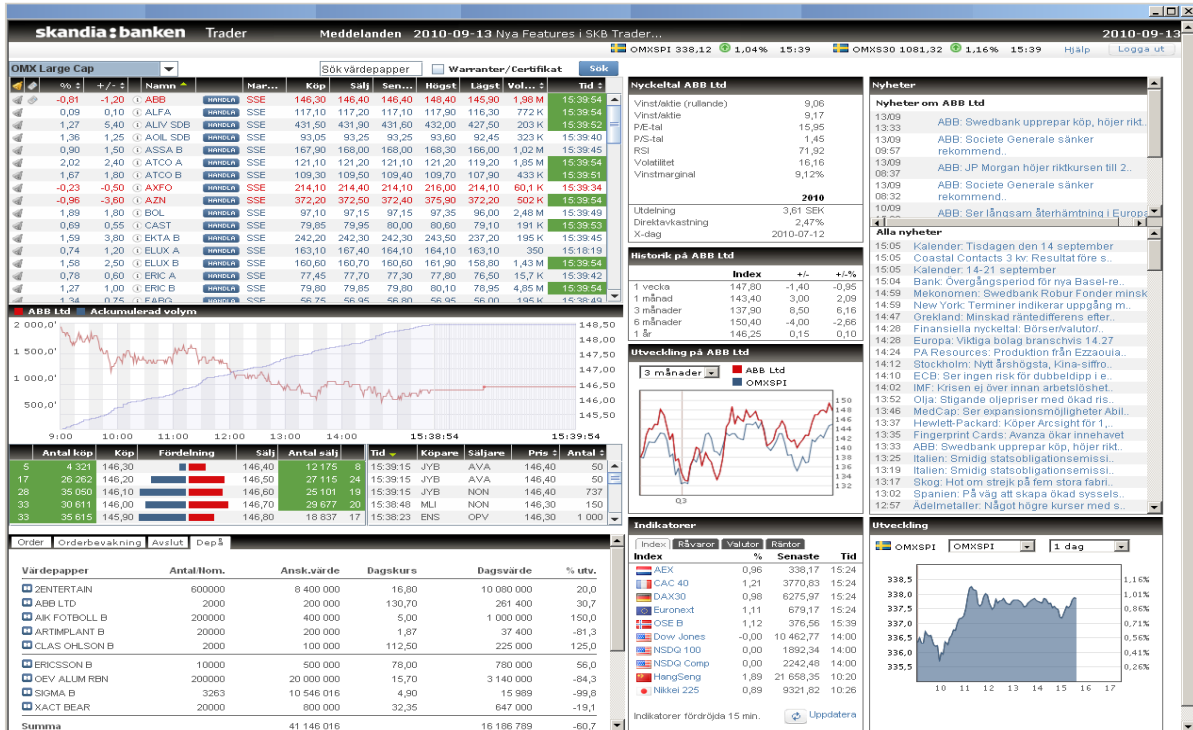 skandia:banken Trader Meddelanden 2010-09-13 Nya Features i SKB Trader... 2010-09-13
OMXSPI 338,12 1,04% 15:39 OMXS30 1081,32 1,16% 15:39 Hjälp Logga ut
OMX Large Cap Sök värdepapper Warranter/Certifikat Sök
% +/- Namn Mar... Köp Sälj Sen... Högst Lägst Vol... Tid
-0,81 -1,20 ABB HANDLA SSE 146,30 146,40 146,40 148,40 145,90 1,98 M 15:39:54
0,09 0,10 ALFA HANDLA SSE 117,10 117,20 117,10 117,90 116,30 772 K 15:39:54
1,27 5,40 ALIV SDB HANDLA SSE 431,50 431,90 431,60 432,00 427,50 203 K 15:39:52
1,36 1,25 AOIL SDB HANDLA SSE 93,05 93,25 93,25 93,60 92,45 323 K 15:39:40
0,90 1,50 ASSA B HANDLA SSE 167,90 168,00 168,00 168,30 166,00 1,02 M 15:39:45
2,02 2,40 ATCO A HANDLA SSE 121,10 121,20 121,10 121,20 119,20 1,85 M 15:39:54
1,67 1,80 ATCO B HANDLA SSE 109,30 109,50 109,40 109,70 107,90 433 K 15:39:51
-0,23 -0,50 AXFO HANDLA SSE 214,10 214,40 214,10 216,00 214,10 60,1 K 15:39:34
-0,96 -3,60 AZN HANDLA SSE 372,20 372,50 372,40 375,90 372,20 502 K 15:39:54
1,89 1,80 BOL HANDLA SSE 97,10 97,15 97,15 97,35 96,00 2,48 M 15:39:49
0,69 0,55 CAST HANDLA SSE 79,85 79,95 80,00 80,60 79,10 191 K 15:39:53
1,59 3,80 EKTA B HANDLA SSE 242,20 242,30 242,30 243,50 237,20 195 K 15:39:45
0,74 1,20 ELUX A HANDLA SSE 163,10 167,40 164,10 164,10 163,10 350 15:18:19
1,58 2,50 ELUX B HANDLA SSE 160,60 160,70 160,60 161,90 158,80 1,43 M 15:39:54
0,78 0,60 ERIC A HANDLA SSE 77,45 77,70 77,30 77,80 76,50 15,7 K 15:39:42
1,27 1,00 ERIC B HANDLA SSE 79,80 79,85 79,80 80,10 78,95 4,85 M 15:39:54
1,34 0,75 FABG HANDLA SSE 56,75 56,95 56,80 56,95 56,00 195 K 15:38:49
ABB Ltd Ackumulerad volym
2 000,0'
1 500,0'
1 000,0'
500,0'
148,50
148,00
147,50
147,00
146,50
146,00
145,50
9:00 10:00 11:00 12:00 13:00 14:00 15:38:54 15:39:54
Antal köp Köp Fördelning Sälj Antal sälj
5 4 321 146,30 146,40 12 175 8
17 26 262 146,20 146,50 27 115 24
28 35 050 146,10 146,60 25 101 19
33 30 611 146,00 146,70 29 677 20
33 35 615 145,90 146,80 18 837 17
Tid Köpare Säljare Pris Antal
15:39:15 JYB AVA 146,40 50
15:39:15 JYB AVA 146,40 50
15:39:15 JYB NON 146,40 737
15:38:48 MLI NON 146,30 150
15:38:23 ENS OPV 146,30 1 000
Order Orderbevakning Avslut Depå
Värdepapper Antal/Nom. Ansk.värde Dagskurs Dagsvärde % utv.
2ENTERTAIN 600000 8 400 000 16,80 10 080 000 20,0
ABB LTD 2000 200 000 130,70 261 400 30,7
AIK FOTBOLL B 200000 400 000 5,00 1 000 000 150,0
ARTIMPLANT B 20000 200 000 1,87 37 400 -81,3
CLAS OHLSON B 2000 100 000 112,50 225 000 125,0
ERICSSON B 10000 500 000 78,00 780 000 56,0
OEV ALUM RBN 200000 20 000 000 15,70 3 140 000 -84,3
SIGMA B 3263 10 546 016 4,90 15 989 -99,8
XACT BEAR 20000 800 000 32,35 647 000 -19,1
Summa 41 146 016 16 186 789 -60,7
Nyckeltal ABB Ltd
Vinst/aktie (rullande) 9,06
Vinst/aktie 9,17
P/E-tal 15,95
P/S-tal 1,45
RSI 71,92
Volatilitet 16,16
Vinstmarginal 9,12%
2010
Utdelning 3,61 SEK
Direktavkastning 2,47%
X-dag 2010-07-12
Historik på ABB Ltd
Index +/- +/-%
1 vecka 147,80 -1,40 -0,95
1 månad 143,40 3,00 2,09
3 månader 137,90 8,50 6,16
6 månader 150,40 -4,00 -2,66
1 år 146,25 0,15 0,10
Utveckling på ABB Ltd
3 månader ABB Ltd
OMXSPI
150
148
146
144
142
140
138
136
134
132
Q3
Indikatorer
Index Råvaror Valutor Räntor
Index % Senaste Tid
AEX 0,96 338,17 15:24
CAC 40 1,21 3770,83 15:24
DAX30 0,98 6275,97 15:24
Euronext 1,11 679,17 15:24
OSE B 1,12 376,56 15:39
Dow Jones -0,00 10 462,77 14:00
NSDQ 100 0,00 1892,34 14:00
NSDQ Comp 0,00 2242,48 14:00
HangSeng 1,89 21 658,35 10:20
Nikkei 225 0,89 9321,82 10:26
Indikatorer fördröjda 15 min. Uppdatera
Nyheter
Nyheter om ABB Ltd
13/09 13:33 ABB: Swedbank upprepar köp, höjer rikt..
13/09 09:57 ABB: Societe Generale sänker rekommend..
13/09 08:37 ABB: JP Morgan höjer riktkursen till 2..
13/09 08:32 ABB: Societe Generale sänker rekommend..
10/09 ABB: Ser långsam återhämtning i Europa
Alla nyheter
15:05 Kalender: Tisdagen den 14 september
15:05 Coastal Contacts 3 kv: Resultat före s..
15:05 Kalender: 14-21 september
15:04 Bank: Övergångsperiod för nya Basel-re..
14:59 Mekonomen: Swedbank Robur Fonder minsk
14:59 New York: Terminer indikerar uppgång m..
14:47 Grekland: Minskad räntedifferens efter..
14:28 Finansiella nyckeltal: Börser/valutor/..
14:28 Europa: Viktiga bolag branschvis 14.27
14:24 PA Resources: Produktion från Ezzaouia..
14:12 Stockholm: Nytt årshögsta, Kina-siffro..
14:10 ECB: Ser ingen risk för dubbeldipp i e..
14:02 IMF: Krisen ej över innan arbetslöshet..
13:52 Olja: Stigande oljepriser med ökad ris..
13:46 MedCap: Ser expansionsmöjligheter Abil..
13:37 Hewlett-Packard: Köper Arcsight för 1,..
13:35 Fingerprint Cards: Avanza ökar innehavet
13:33 ABB: Swedbank upprepar köp, höjer rikt..
13:25 Italien: Smidig statsobligationsemissi..
13:19 Italien: Smidig statsobligationsemissi..
13:17 Skog: Hot om strejk på fem stora fabri..
13:02 Spanien: På väg att skapa ökad syssels..
12:57 Ädelmetaller: Något högre kurser med s..
Utveckling
OMXSPI OMXSPI 1 dag
338,5
338,0
337,5
337,0
336,5
336,0
335,5
1,16%
1,01%
0,86%
0,71%
0,56%
0,41%
0,26%
10 11 12 13 14 15 16 17